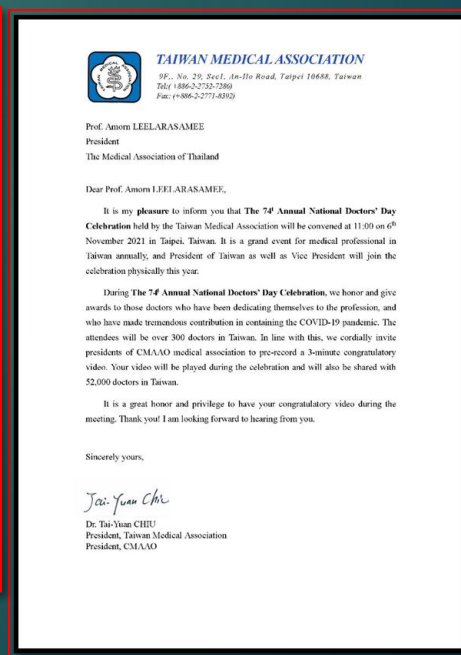 TAIWAN MEDICAL ASSOCIATION
9F,. No. 29, Sec1, An-Ho Road, Taipei 10688, Taiwan
Tel:( +886-2-2752-7286)
Fax: (+886-2-2771-8392)
Prof. Amorn LEELARASAMEE
President
The Medical Association of Thailand
Dear Prof. Amorn LEELARASAMEE,
It is my pleasure to inform you that The 74t Annual National Doctors' Day
Celebration held by the Taiwan Medical Association will be convened at 11:00 on 6th
November 2021 in Taipei, Taiwan. It is a grand event for medical professional in
Taiwan annually, and President of Taiwan as well as Vice President will join the
celebration physically this year.
During The 74t Annual National Doctors' Day Celebration, we honor and give
awards to those doctors who have been dedicating themselves to the profession, and
who have made tremendous contribution in containing the COVID-19 pandemic. The
attendees will be over 300 doctors in Taiwan. In line with this, we cordially invite
presidents of CMAAO medical association to pre-record a 3-minute congratulatory
video. Your video will be played during the celebration and will also be shared with
52,000 doctors in Taiwan.
It is a great honor and privilege to have your congratulatory video during the
meeting. Thank you! I am looking forward to hearing from you.
Sincerely yours,
Tai-Yuan Chiu
Dr. Tai-Yuan CHIU
President, Taiwan Medical Association
President, CMAAO